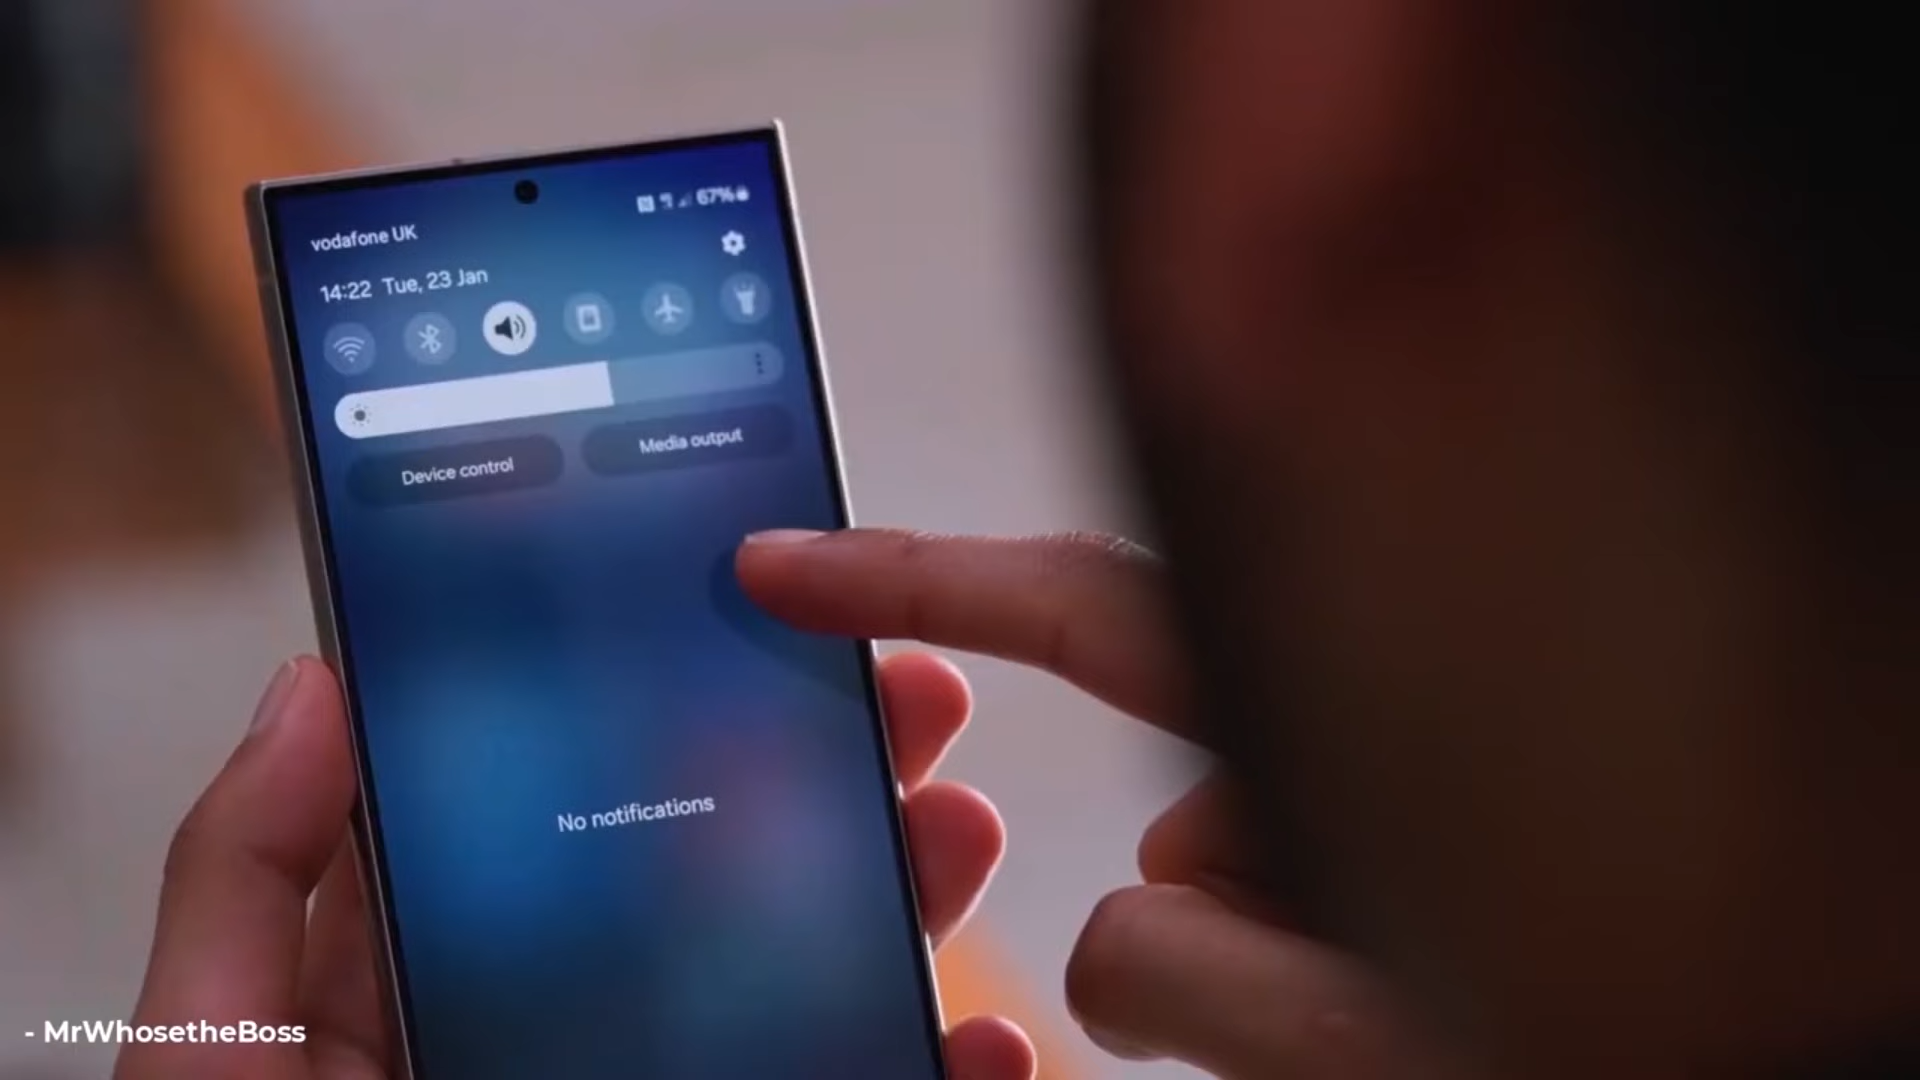 vodafone UK
67%
14:22 Tue, 23 Jan
Device control
Media output
No notifications
- MrWhosetheBoss